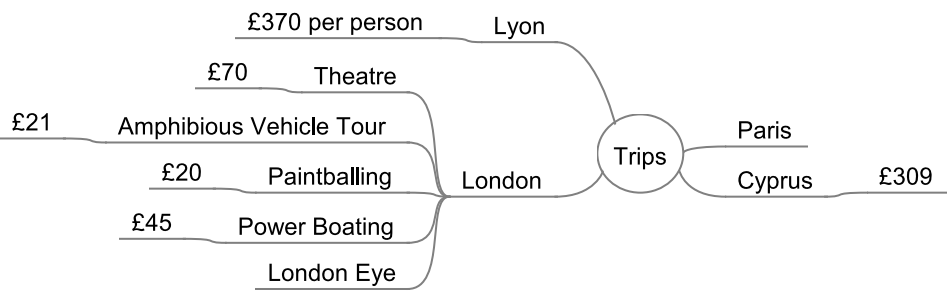 £370 per person
Lyon
£70
Theatre
£21
Amphibious Vehicle Tour
£20
Paintballing
£45
Power Boating
London Eye
London
Trips
Paris
Cyprus
£309